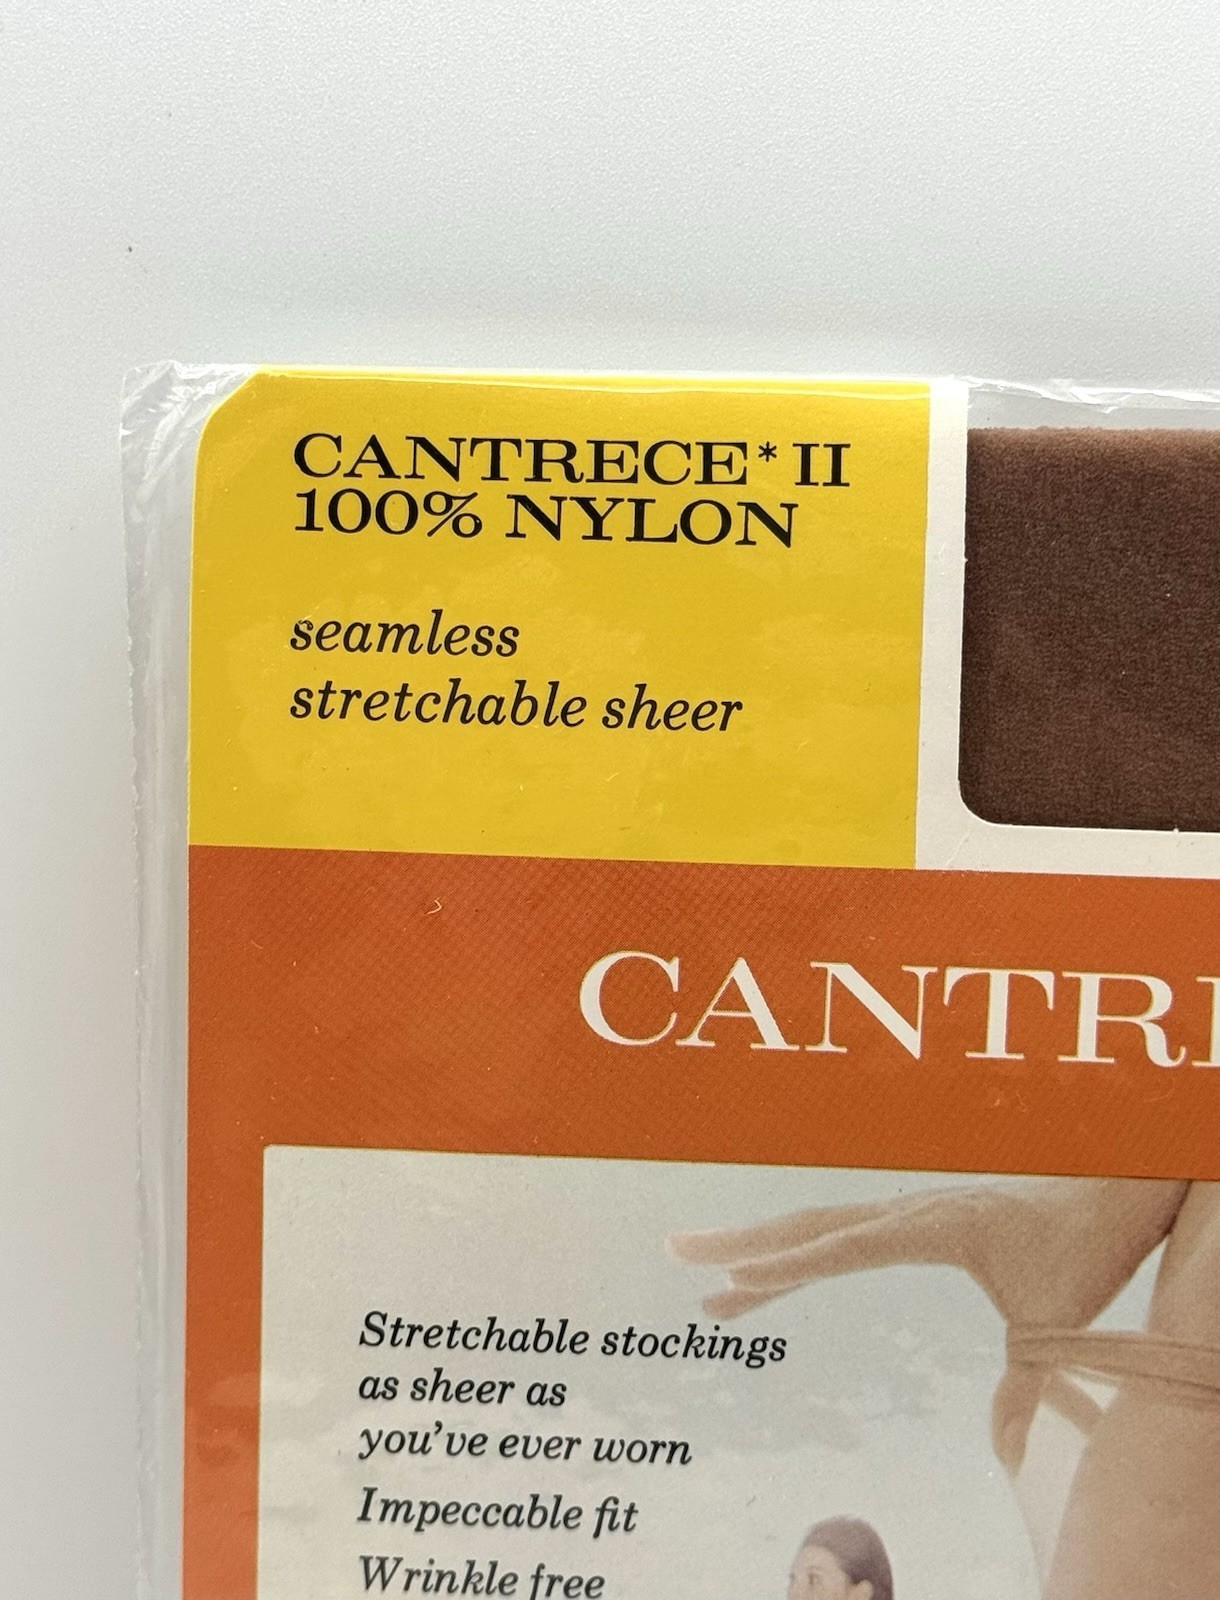 CANTRECE* II
100% NYLON
seamless
stretchable sheer
CANTR
Stretchable stockings
as sheer as
you've ever worn
Impeccable fit
Wrinkle free